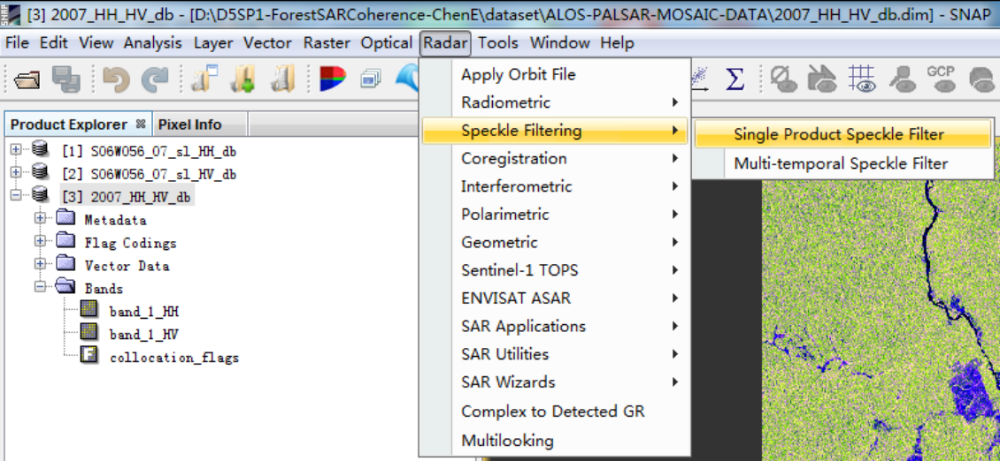 [3] 2007_HH_HV_db - [D:\D5SP1-ForestSARCoherence-ChenE\dataset\ALOS-PALSAR-MOSAIC-DATA\2007_HH_HV_db.dim] - SNAP
File Edit View Analysis Layer Vector Raster Optical Radar Tools Window Help
GCP
Product Explorer Pixel Info
[1] S06W056_07_sl_HH_db
[2] S06W056_07_sl_HV_db
[3] 2007_HH_HV_db
Metadata
Flag Codings
Vector Data
Bands
band_1_HH
band_1_HV
collocation_flags
Apply Orbit File
Radiometric
Speckle Filtering
Coregistration
Interferometric
Polarimetric
Geometric
Sentinel-1 TOPS
ENVISAT ASAR
SAR Applications
SAR Utilities
SAR Wizards
Complex to Detected GR
Multilooking
Single Product Speckle Filter
Multi-temporal Speckle Filter